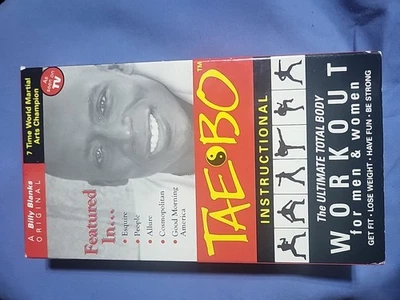 A Billy Blanks
ORIGINAL
7 Time World Martial
Arts Champion
As
seen on
TV
Featured
In...
• Esquire
• People
• Allure
• Cosmopolitan
• Good Morning
America
TAE BO™
INSTRUCTIONAL
The ULTIMATE TOTAL BODY
WORKOUT
for men & women
GET FIT • LOSE WEIGHT • HAVE FUN • BE STRONG